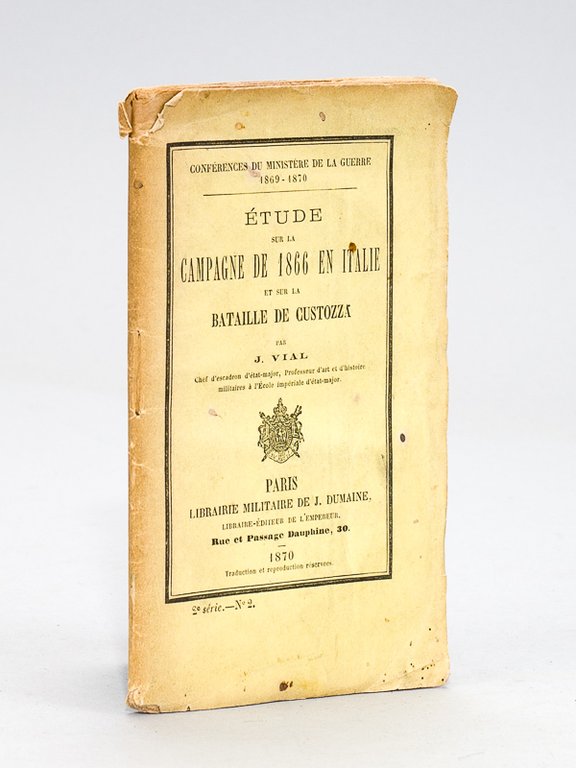 CONFÉRENCES DU MINISTÈRE DE LA GUERRE
1869-1870
ÉTUDE
SUR LA
CAMPAGNE DE 1866 EN ITALIE
ET SUR LA
BATAILLE DE CUSTOZZA
PAR
J. VIAL
Chef d'escadron d'état-major, Professeur d'art et d'histoire
militaires à l'École impériale d'état-major.
PARIS
LIBRAIRIE MILITAIRE DE J. DUMAINE,
LIBRAIRE-ÉDITEUR DE L'EMPEREUR,
Rue et Passage Dauphine, 30.
1870
Traduction et reproduction réservées.
2e série.—No 2.